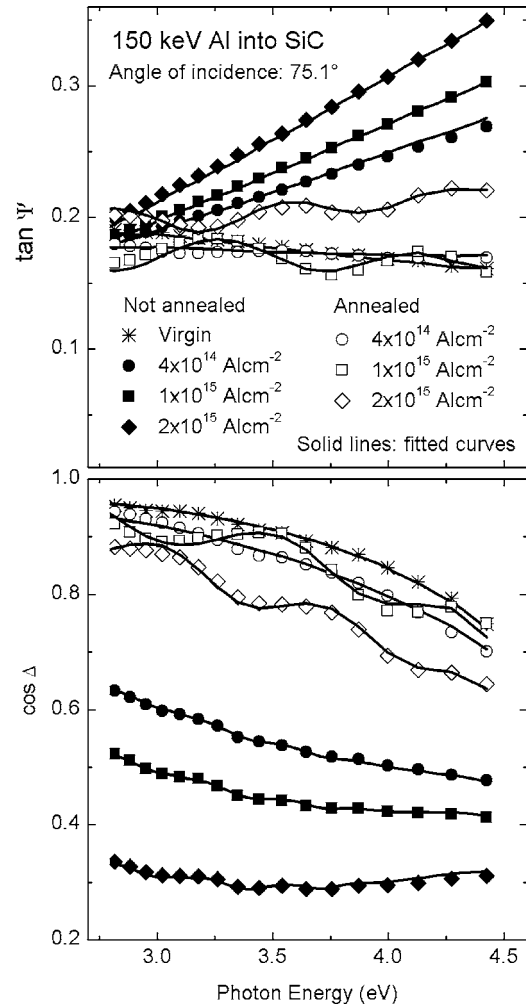 150 keV Al into SiC
Angle of incidence: 75.1°
0.3
0.2
0.1
tan Ψ
Not annealed
Virgin
4x10¹⁴ Alcm⁻²
1x10¹⁵ Alcm⁻²
2x10¹⁵ Alcm⁻²
Annealed
4x10¹⁴ Alcm⁻²
1x10¹⁵ Alcm⁻²
2x10¹⁵ Alcm⁻²
Solid lines: fitted curves
1.0
0.8
0.6
0.4
0.2
cos Δ
3.0 3.5 4.0 4.5
Photon Energy (eV)